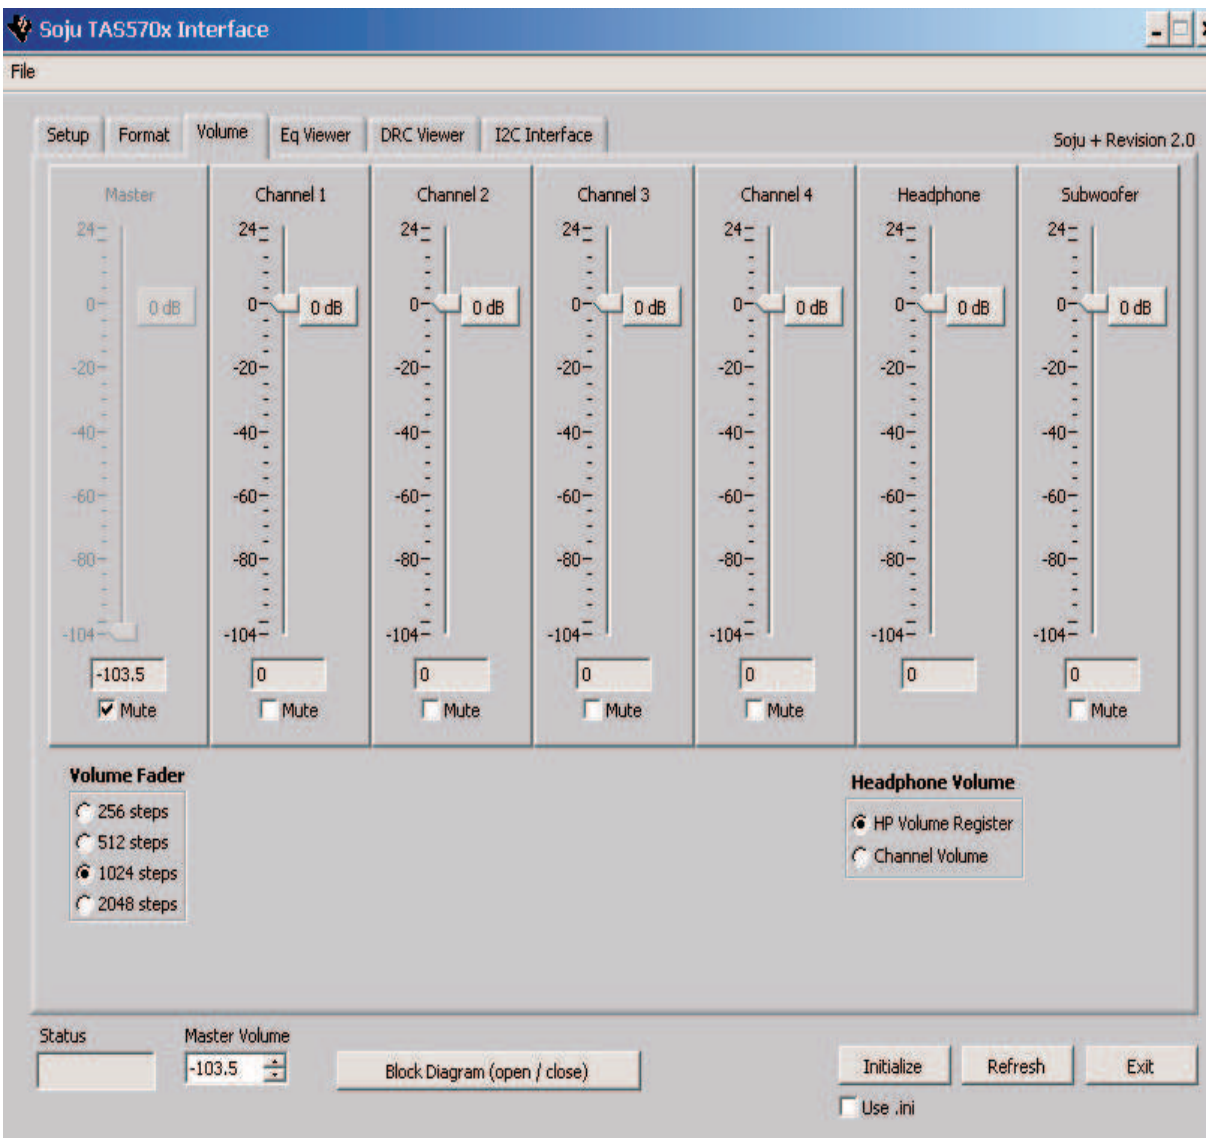 Soju TAS570x Interface
File
Setup Format Volume Eq Viewer DRC Viewer I2C Interface
Soju + Revision 2.0
Master Channel 1 Channel 2 Channel 3 Channel 4 Headphone Subwoofer
24 24 24 24 24 24 24
0 0 dB 0 0 dB 0 0 dB 0 0 dB 0 0 dB 0 0 dB 0 0 dB
-20 -20 -20 -20 -20 -20 -20
-40 -40 -40 -40 -40 -40 -40
-60 -60 -60 -60 -60 -60 -60
-80 -80 -80 -80 -80 -80 -80
-104 -104 -104 -104 -104 -104 -104
-103.5 0 0 0 0 0 0
Mute Mute Mute Mute Mute Mute
Volume Fader
256 steps
512 steps
1024 steps
2048 steps
Headphone Volume
HP Volume Register
Channel Volume
Status
Master Volume
-103.5
Block Diagram (open / close)
Initialize Refresh Exit
Use .ini